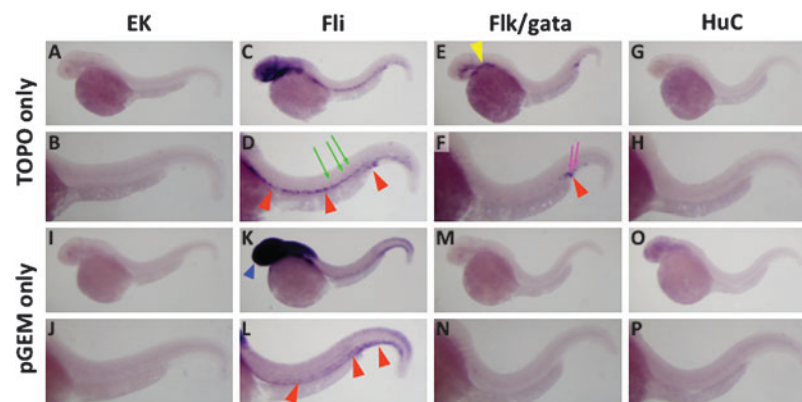 EK Fli Flk/gata HuC
TOPO only
A C E G
B D F H
pGEM only
I K M O
J L N P